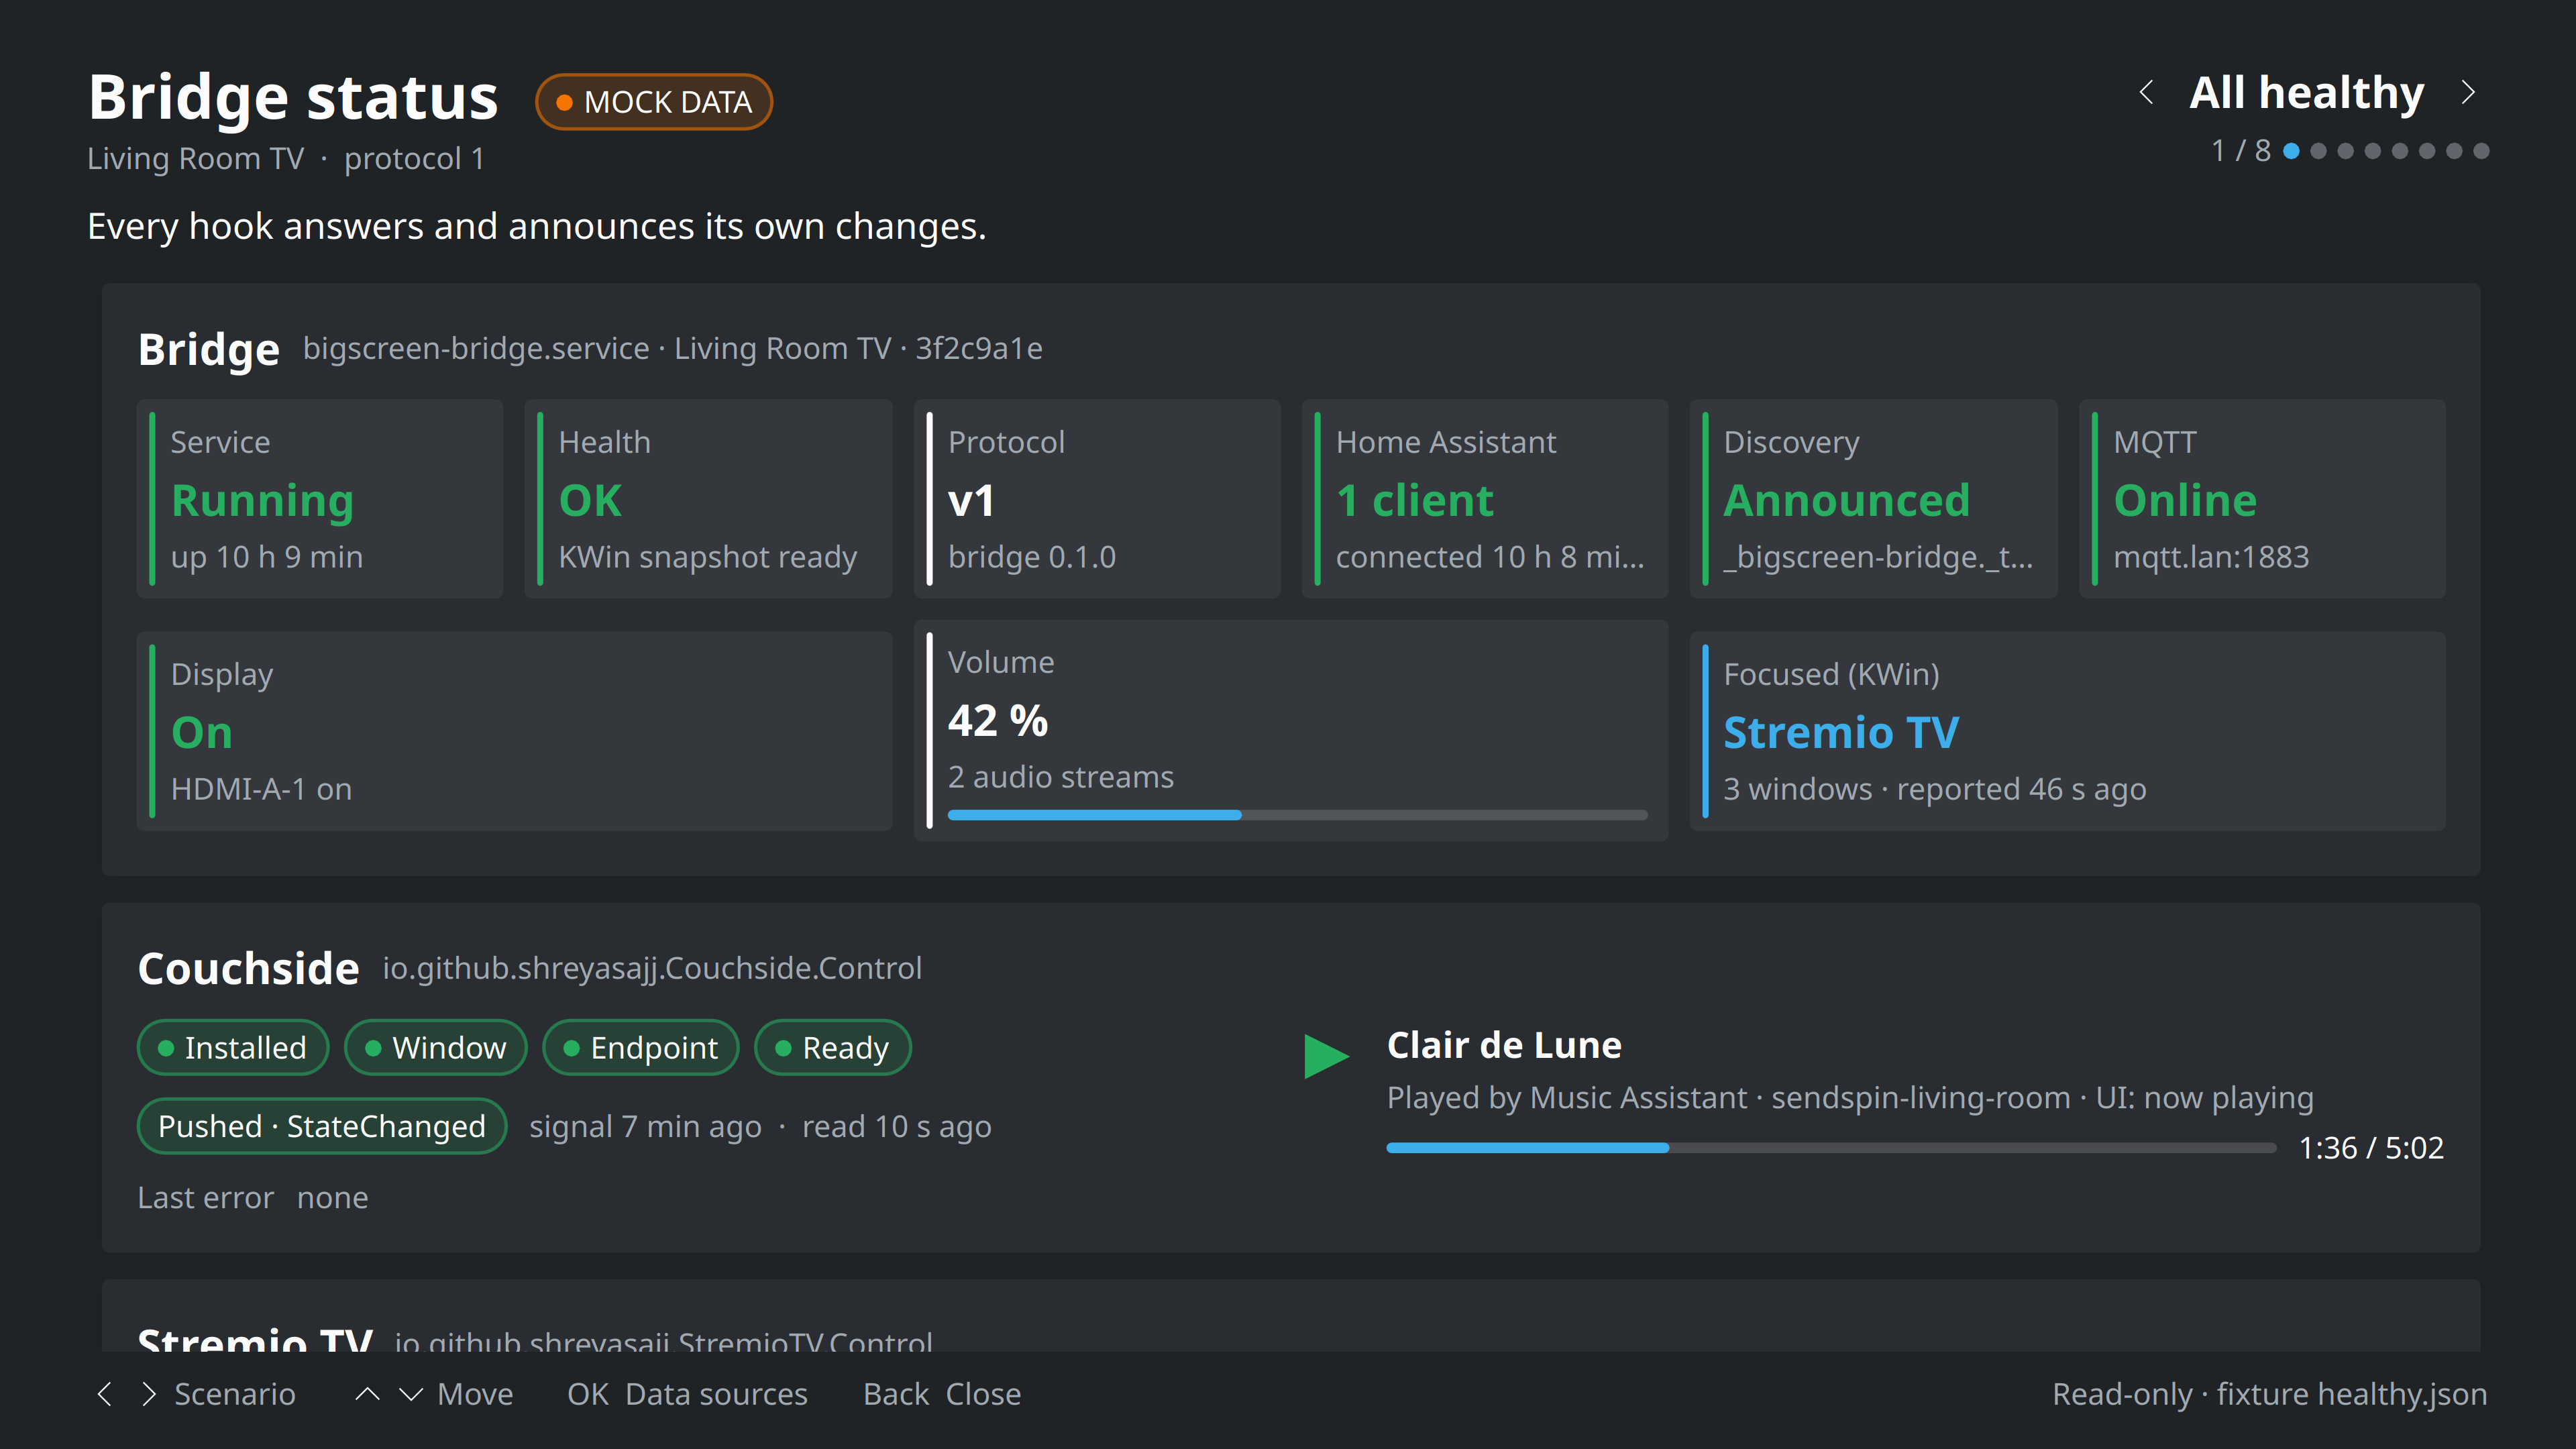 Bridge status
MOCK DATA
All healthy
Living Room TV · protocol 1
1 / 8
Every hook answers and announces its own changes.
Bridge bigscreen-bridge.service · Living Room TV · 3f2c9a1e
Service
Running
up 10 h 9 min
Health
OK
KWin snapshot ready
Protocol
v1
bridge 0.1.0
Home Assistant
1 client
connected 10 h 8 mi...
Discovery
Announced
_bigscreen-bridge._t...
MQTT
Online
mqtt.lan:1883
Display
On
HDMI-A-1 on
Volume
42 %
2 audio streams
Focused (KWin)
Stremio TV
3 windows · reported 46 s ago
Couchside io.github.shreyasajj.Couchside.Control
Installed Window Endpoint Ready
Pushed · StateChanged signal 7 min ago · read 10 s ago
Last error none
Clair de Lune
Played by Music Assistant · sendspin-living-room · UI: now playing
1:36 / 5:02
Stremio TV io.github.shreyasajj.StremioTV.Control
Scenario Move OK Data sources Back Close
Read-only · fixture healthy.json